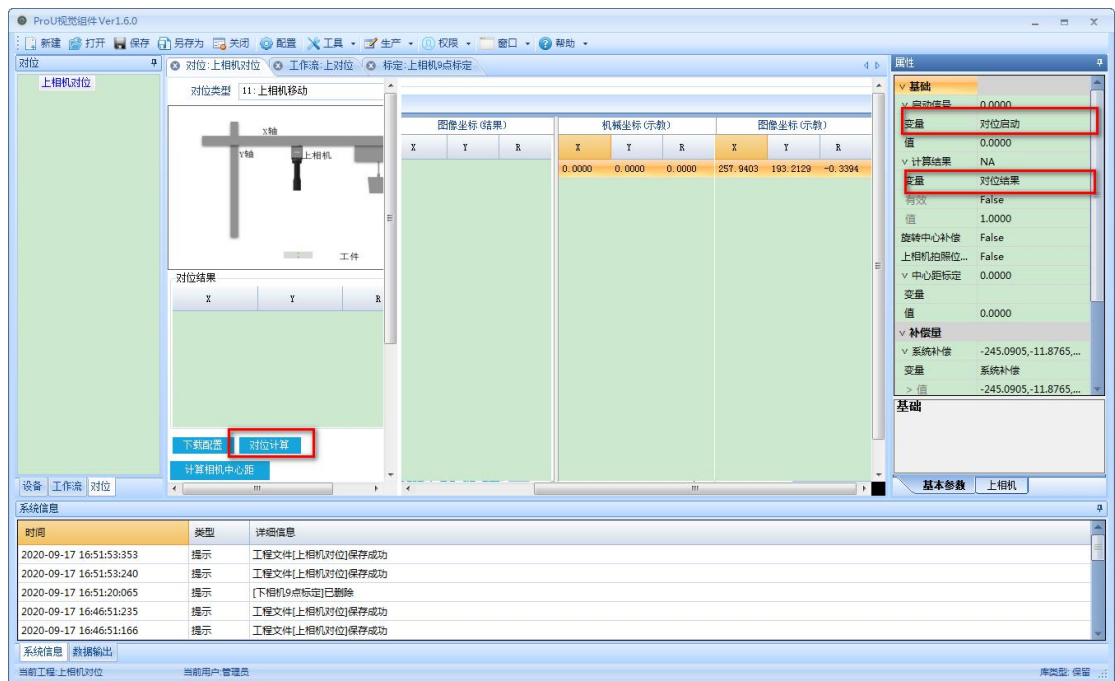 ProU视觉组件Ver1.6.0
新建 打开 保存 另存为 关闭 配置 工具 生产 权限 窗口 帮助
对位
上相机对位
设备 工作流 对位
对位:上相机对位 工作流:上对位 标定:上相机9点标定
对位类型 11:上相机移动
X轴
Y轴
上相机
工件
对位结果
X Y R
下载配置 对位计算
计算相机中心距
图像坐标(结果) 机械坐标(示教) 图像坐标(示教)
X Y R X Y R X Y R
0.0000 0.0000 0.0000 257.9403 193.2129 -0.3394
属性
基础
启动信号 0.0000
变量 对位启动
值 0.0000
计算结果 NA
变量 对位结果
有效 False
值 1.0000
旋转中心补偿 False
上相机拍照位... False
中心距标定 0.0000
变量
值 0.0000
补偿量
系统补偿 -245.0905,-11.8765,...
变量 系统补偿
> 值 -245.0905,-11.8765,...
基础
基本参数 上相机
系统信息
时间 类型 详细信息
2020-09-17 16:51:53:353 提示 工程文件[上相机对位]保存成功
2020-09-17 16:51:53:240 提示 工程文件[上相机对位]保存成功
2020-09-17 16:51:20:065 提示 [下相机9点标定]已删除
2020-09-17 16:46:51:235 提示 工程文件[上相机对位]保存成功
2020-09-17 16:46:51:166 提示 工程文件[上相机对位]保存成功
系统信息 数据输出
当前工程:上相机对位 当前用户:管理员 库类型:保留